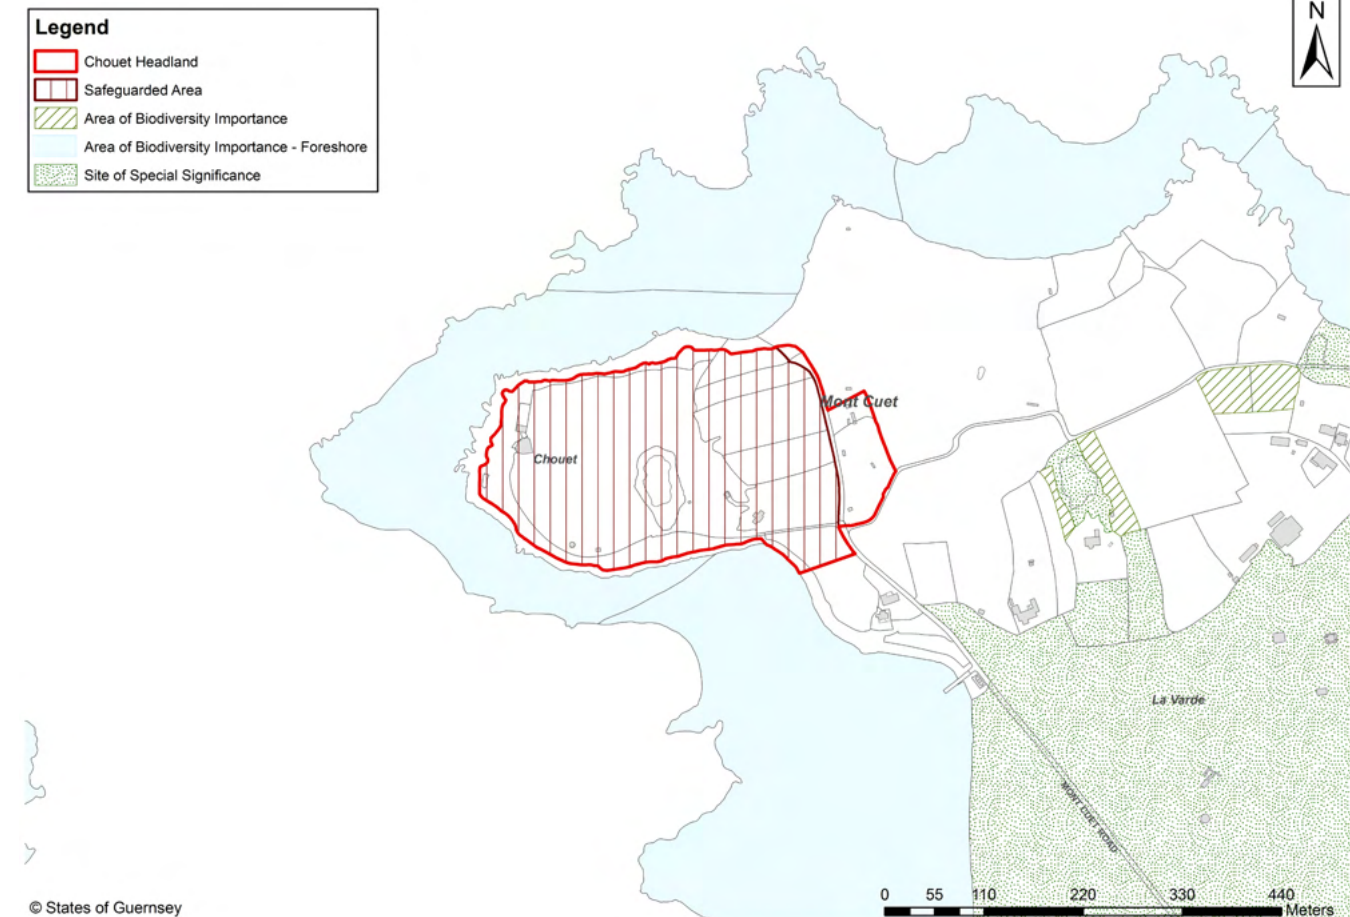 Legend
Chouet Headland
Safeguarded Area
Area of Biodiversity Importance
Area of Biodiversity Importance - Foreshore
Site of Special Significance
N
Mont Cuet
Chouet
La Varde
MONT CUET ROAD
0 55 110 220 330 440
Meters
© States of Guernsey